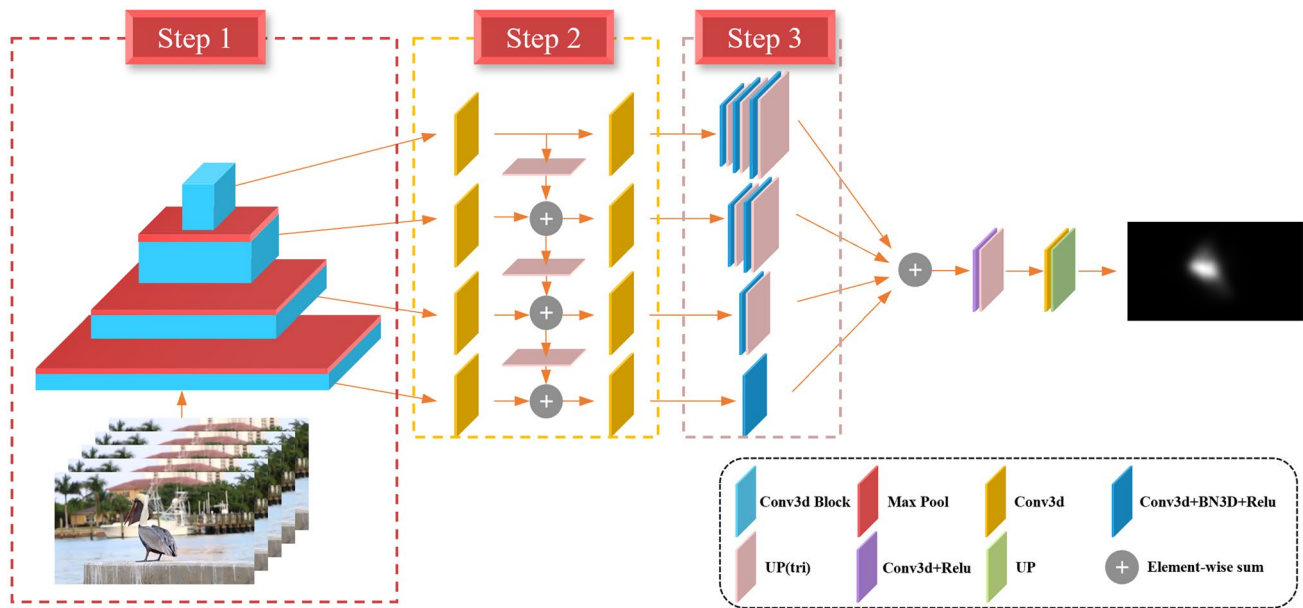 Step 1
Step 2
Step 3
Conv3d Block
Max Pool
Conv3d
Conv3d+BN3D+Relu
UP(tri)
Conv3d+Relu
UP
Element-wise sum